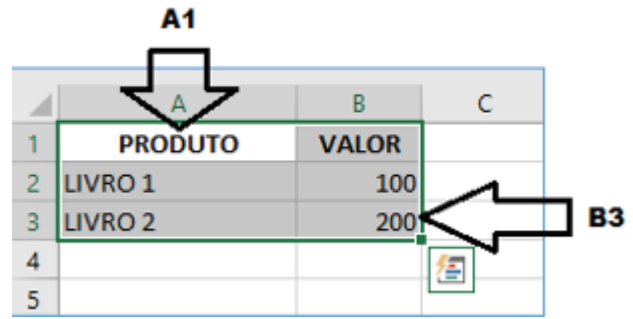 A1
A B C
1 PRODUTO VALOR
2 LIVRO 1 100
3 LIVRO 2 200 B3
4
5